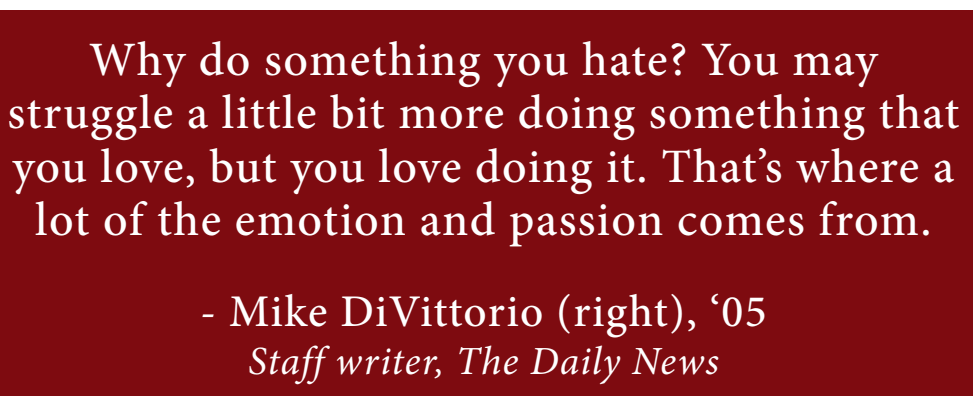 Why do something you hate? You may
struggle a little bit more doing something that
you love, but you love doing it. That’s where a
lot of the emotion and passion comes from.
- Mike DiVittorio (right), ‘05
Staff writer, The Daily News